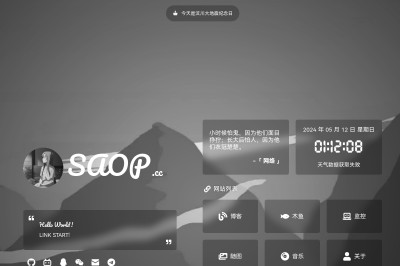 今天是汶川大地震纪念日
SAOP.cc
小时候怕鬼，因为他们面目
狰狞；长大后怕人，因为他
们衣冠楚楚。
-「 网络 」
2024 年 05 月 12 日 星期日
01:12:08
天气数据获取失败
网站列表
Hello World!
LINK START!
博客
木鱼
监控
随图
音乐
关于